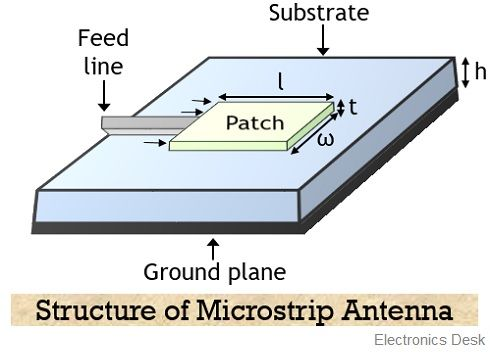 Substrate
Feed
line
l
h
t
Patch
ω
Ground plane
Structure of Microstrip Antenna
Electronics Desk